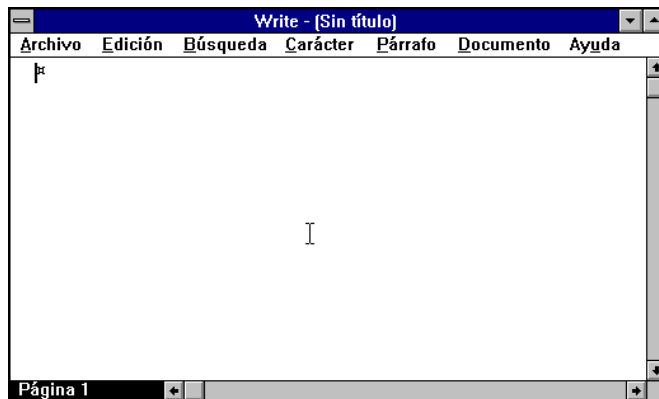 Write - (Sin título)
Archivo Edición Búsqueda Carácter Párrafo Documento Ayuda
¤
Página 1